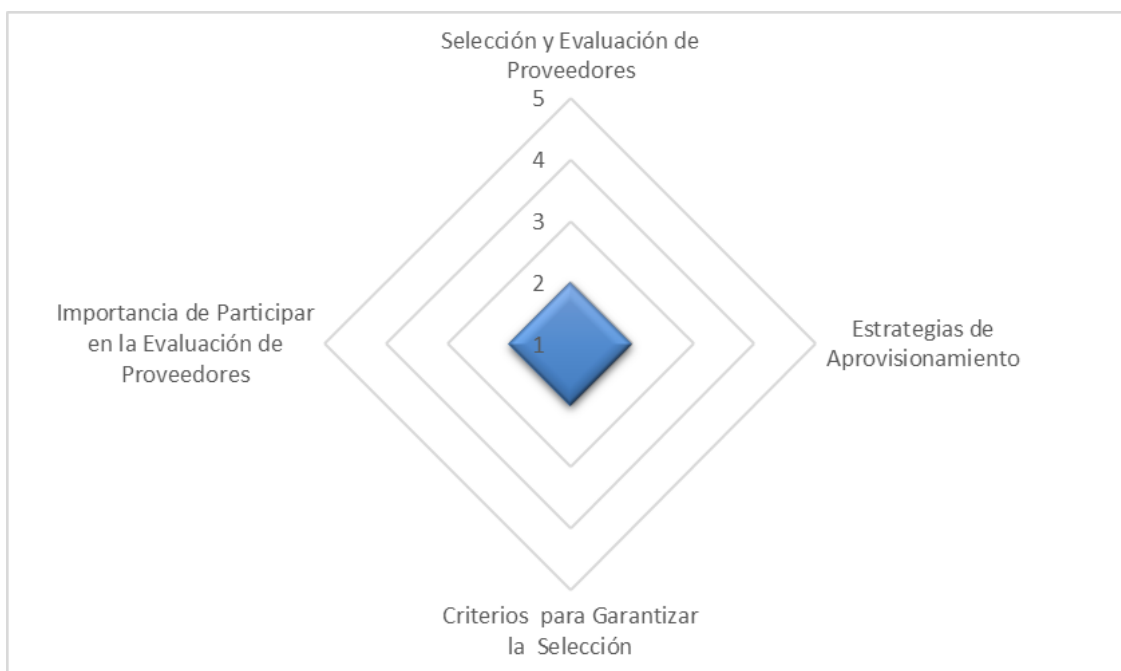 Selección y Evaluación de
Proveedores
5
4
3
2
1
Importancia de Participar
en la Evaluación de
Proveedores
Estrategias de
Aprovisionamiento
Criterios para Garantizar
la Selección